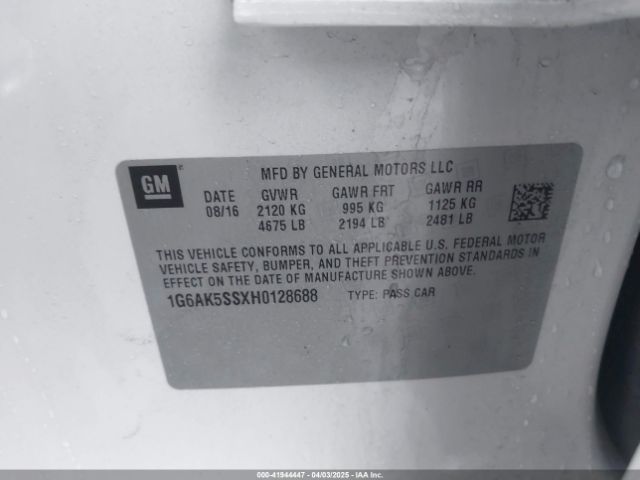 GM
MFD BY GENERAL MOTORS LLC
DATE GVWR GAWR FRT GAWR RR
08/16 2120 KG 995 KG 1125 KG
4675 LB 2194 LB 2481 LB
THIS VEHICLE CONFORMS TO ALL APPLICABLE U.S. FEDERAL MOTOR
VEHICLE SAFETY, BUMPER, AND THEFT PREVENTION STANDARDS IN
EFFECT ON THE DATE OF MANUFACTURE SHOWN ABOVE.
1G6AK5SSXH0128688 TYPE: PASS CAR
000-41944447 - 04/03/2025 - IAAI.CA